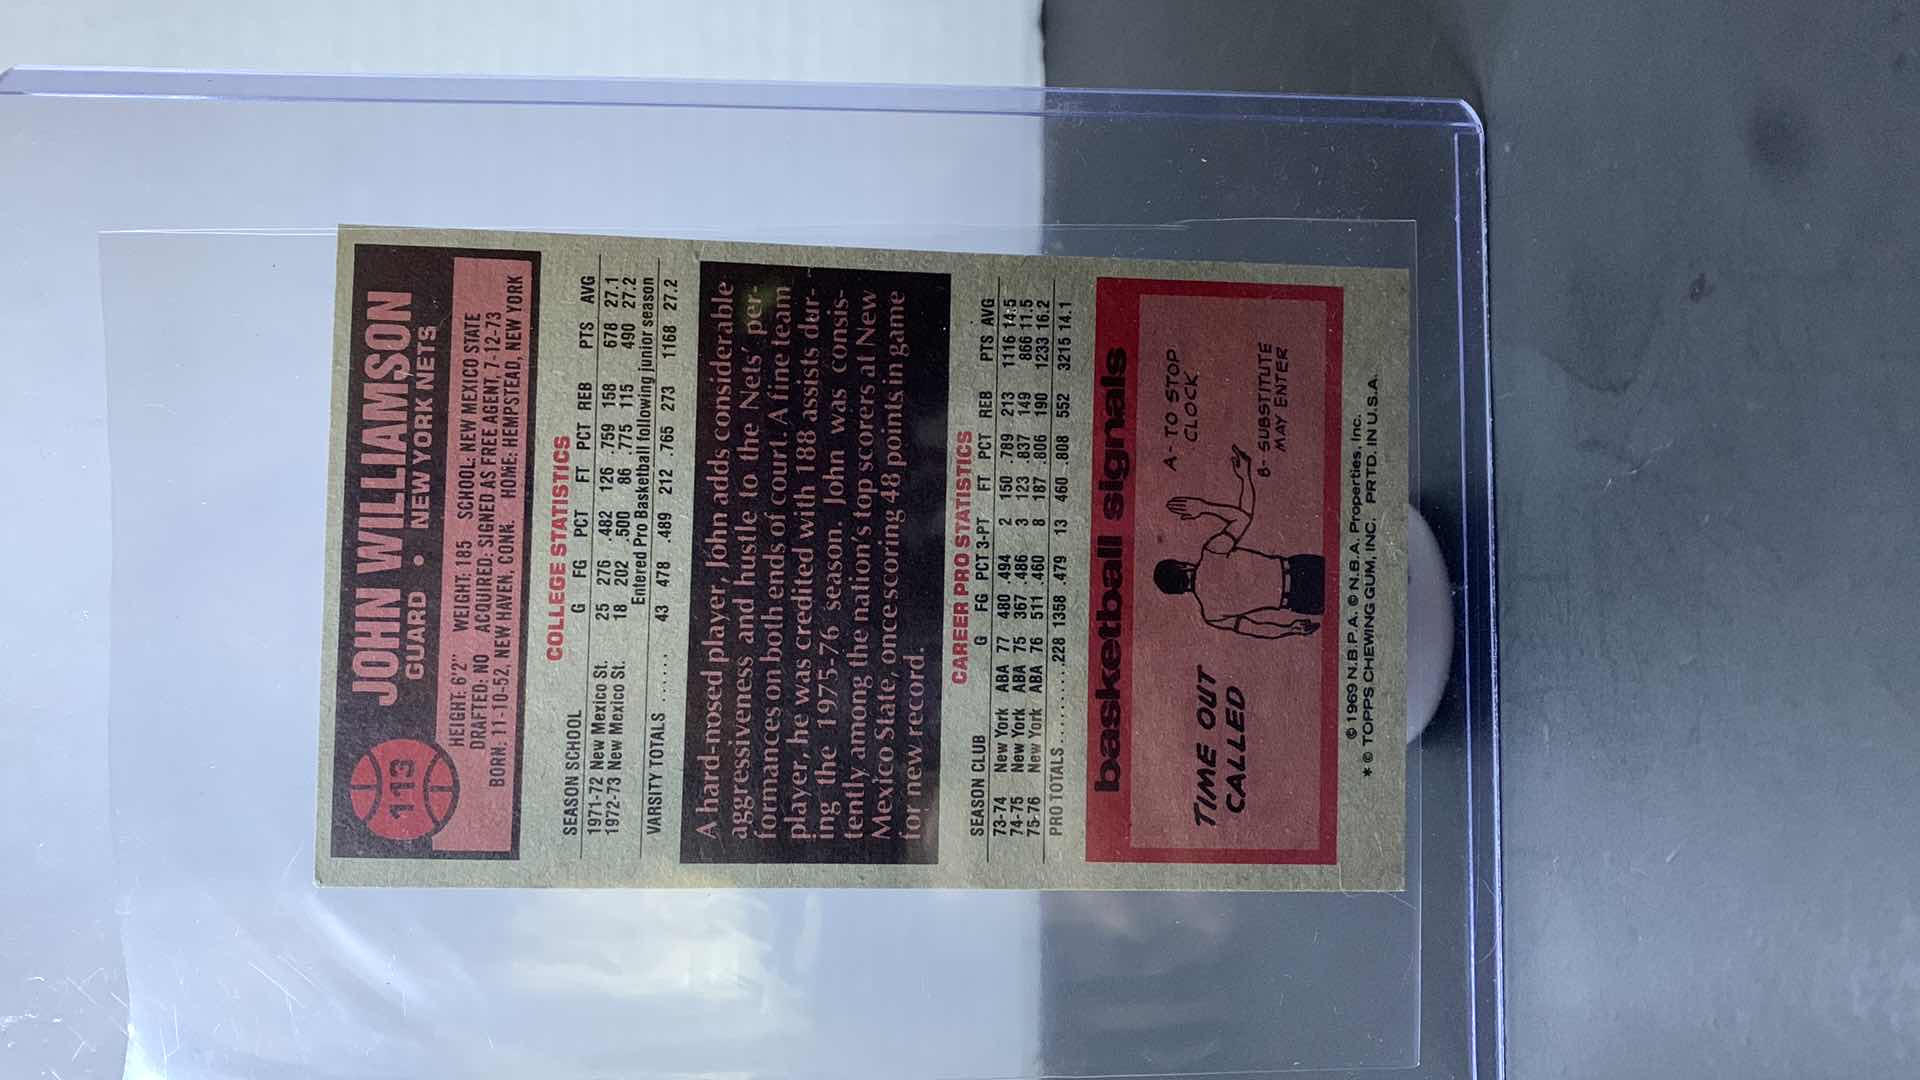 113
JOHN WILLIAMSON
GUARD • NEW YORK NETS
HEIGHT: 6'2" WEIGHT: 185 SCHOOL: NEW MEXICO STATE
DRAFTED: NO ACQUIRED: SIGNED AS FREE AGENT, 7-12-73
BORN: 11-10-52, NEW HAVEN, CONN. HOME: HEMPSTEAD, NEW YORK
COLLEGE STATISTICS
SEASON SCHOOL G FG PCT FT PCT REB PTS AVG
1971-72 New Mexico St. 25 276 .482 126 .759 158 678 27.1
1972-73 New Mexico St. 18 202 .500 86 .775 115 490 27.2
Entered Pro Basketball following junior season
VARSITY TOTALS ...... 43 478 .489 212 .765 273 1168 27.2
A hard-nosed player, John adds considerable
aggressiveness and hustle to the Nets' per-
formances on both ends of court. A fine team
player, he was credited with 188 assists dur-
ing the 1975-76 season. John was consis-
tently among the nation's top scorers at New
Mexico State, once scoring 48 points in game
for new record.
CAREER PRO STATISTICS
SEASON CLUB G FG PCT 3-PT FT PCT REB PTS AVG
73-74 New York ABA 77 480 .494 2 150 .789 213 1116 14.5
74-75 New York ABA 75 367 .486 3 123 .837 149 866 11.5
75-76 New York ABA 76 511 .460 8 187 .806 190 1233 16.2
PRO TOTALS...........228 1358 .479 13 460 .808 552 3215 14.1
basketball signals
TIME OUT
CALLED
A- TO STOP
CLOCK
B- SUBSTITUTE
MAY ENTER
© 1969 N.B.P.A. © N.B.A. Properties, Inc.
* © TOPPS CHEWING GUM, INC. PRTD. IN U.S.A.